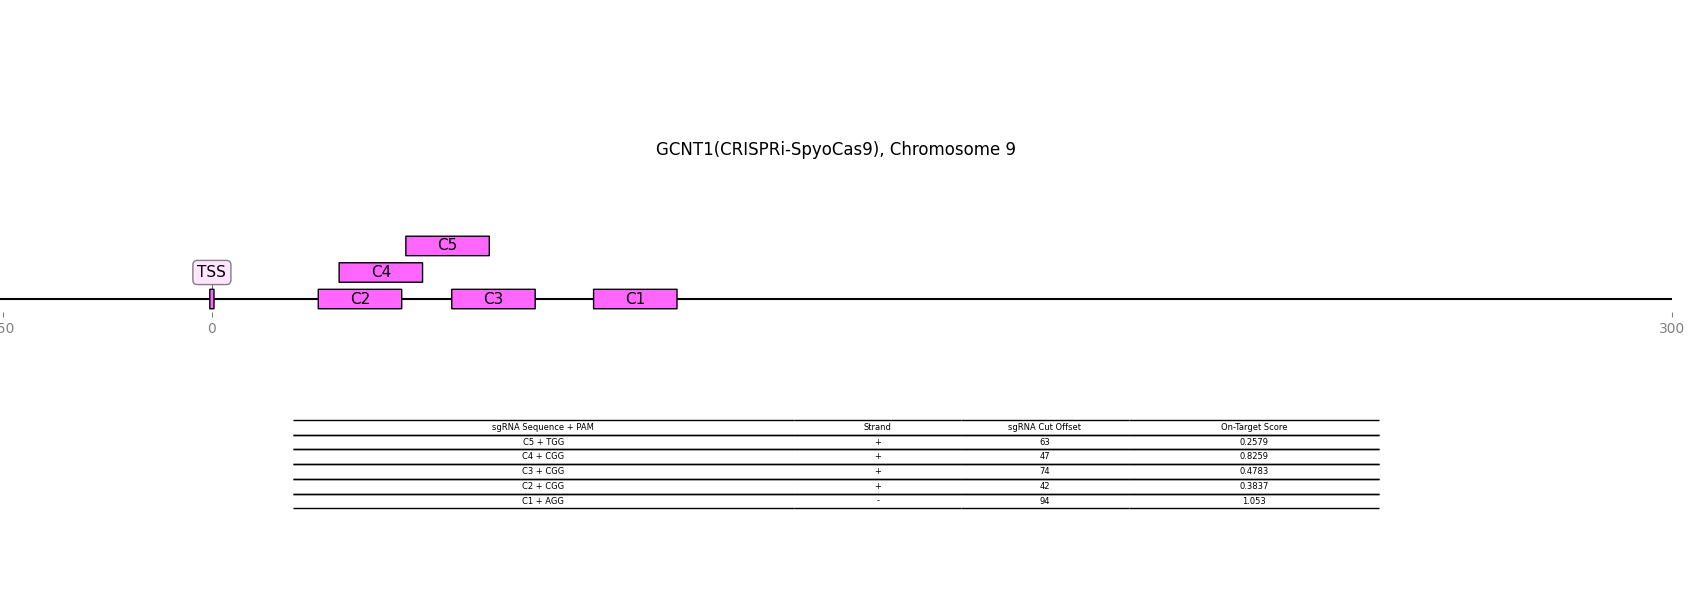 GCNT1(CRISPRi-SpyoCas9), Chromosome 9
C5
TSS C4
C2 C3 C1
50 0 300
sgRNA Sequence + PAM Strand sgRNA Cut Offset On-Target Score
C5 + TGG + 63 0.2579
C4 + CGG + 47 0.8259
C3 + CGG + 74 0.4783
C2 + CGG + 42 0.3837
C1 + AGG - 94 1.053